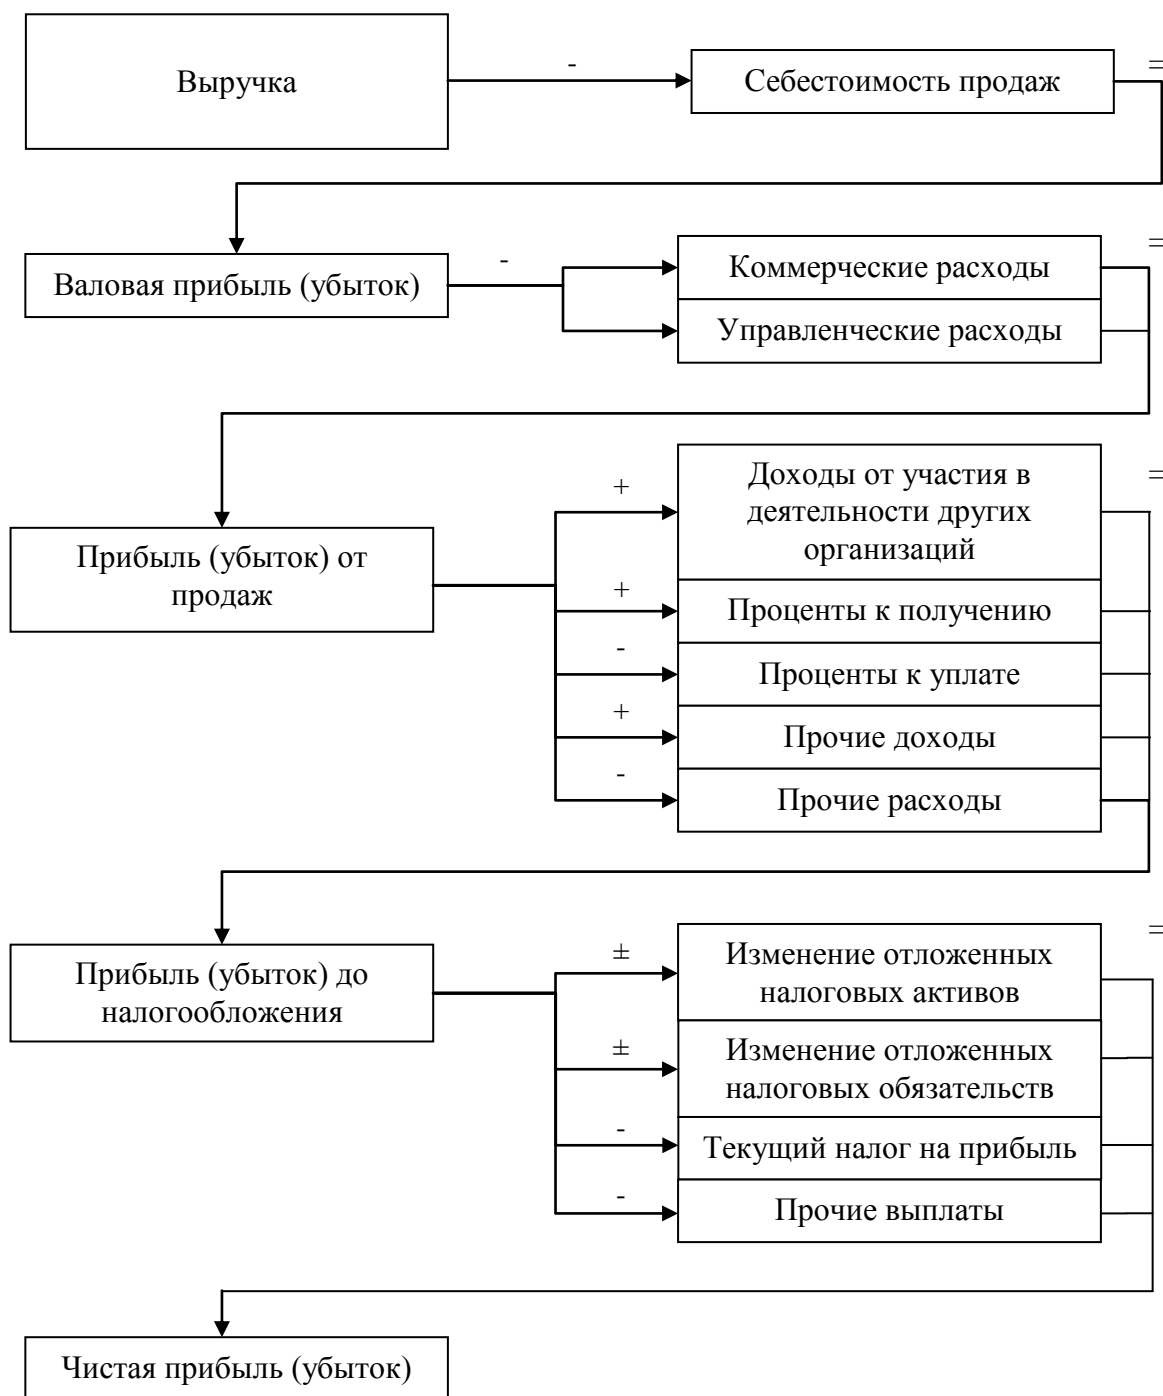 Выручка
-
Себестоимость продаж
=
Валовая прибыль (убыток)
-
Коммерческие расходы
=
Управленческие расходы
Прибыль (убыток) от
продаж
+
Доходы от участия в
деятельности других
организаций
=
+
Проценты к получению
-
Проценты к уплате
+
Прочие доходы
-
Прочие расходы
Прибыль (убыток) до
налогообложения
±
Изменение отложенных
налоговых активов
=
±
Изменение отложенных
налоговых обязательств
-
Текущий налог на прибыль
-
Прочие выплаты
Чистая прибыль (убыток)